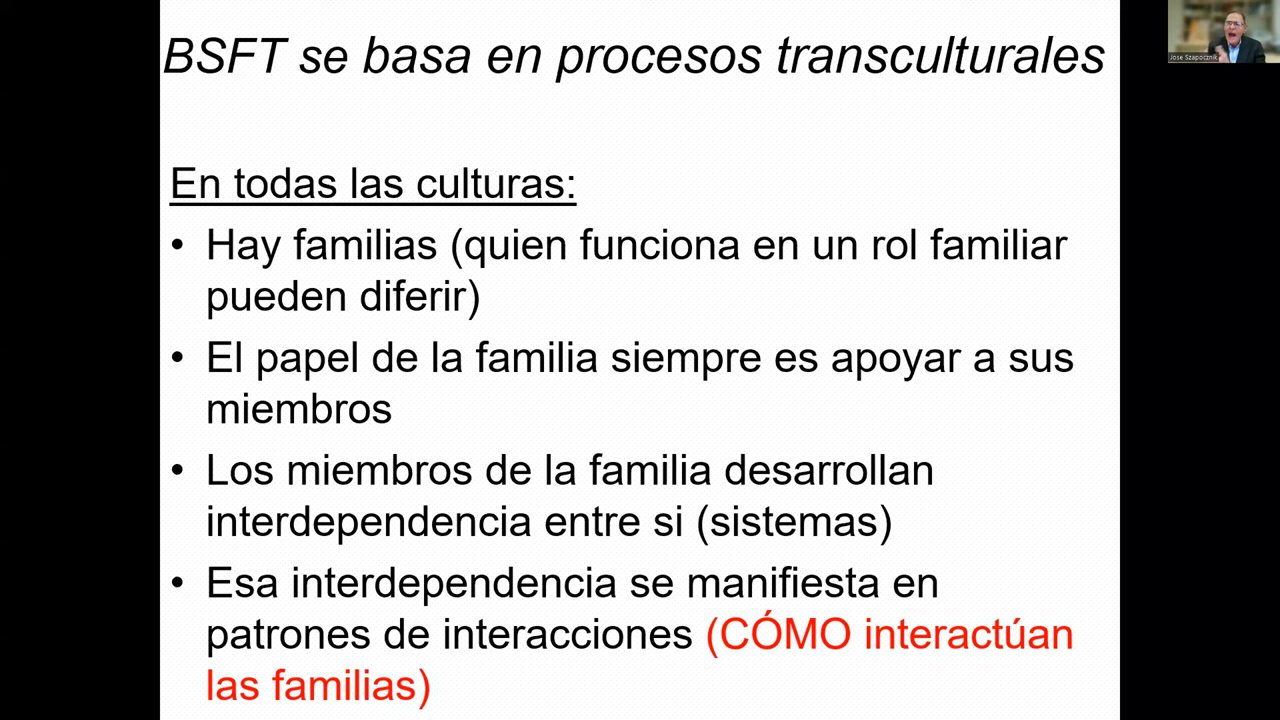 BSFT se basa en procesos transculturales
Jose Szapocznik
En todas las culturas:
• Hay familias (quien funciona en un rol familiar
pueden diferir)
• El papel de la familia siempre es apoyar a sus
miembros
• Los miembros de la familia desarrollan
interdependencia entre si (sistemas)
• Esa interdependencia se manifiesta en
patrones de interacciones (CÓMO interactúan
las familias)